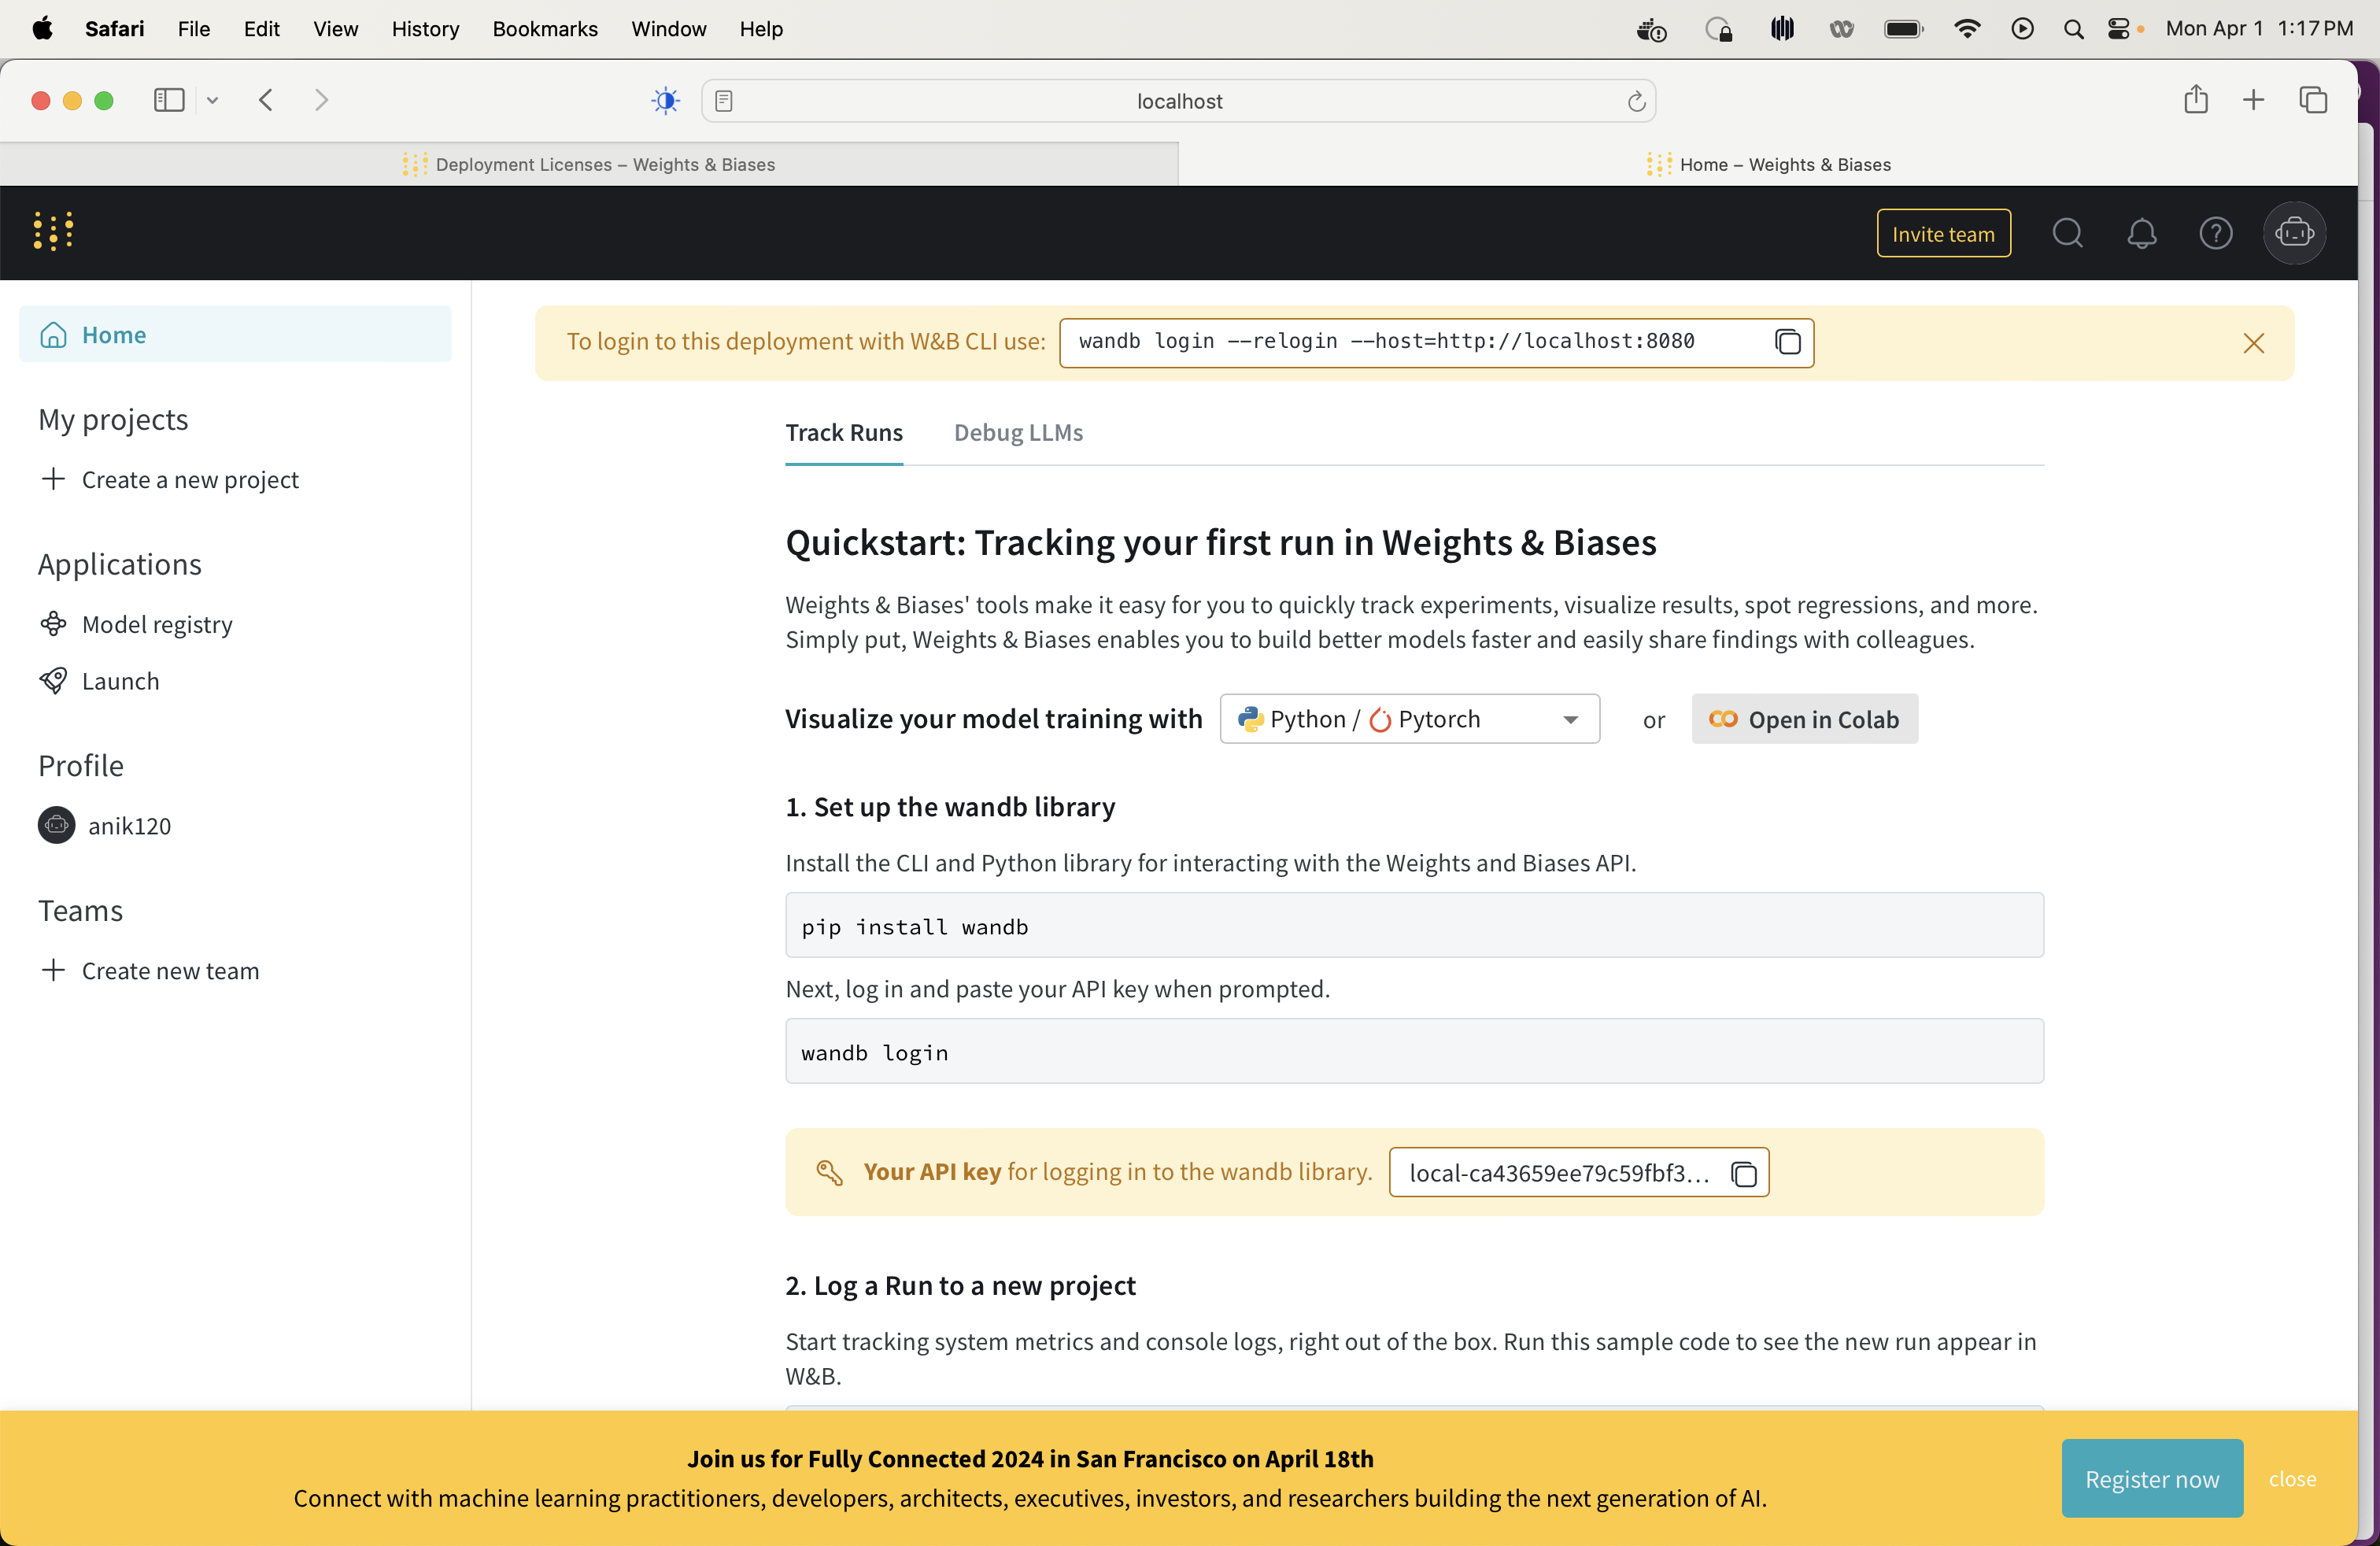 Safari File Edit View History Bookmarks Window Help Mon Apr 1 1:17 PM
localhost
Deployment Licenses – Weights & Biases
Home – Weights & Biases
Invite team
Home
My projects
Create a new project
Applications
Model registry
Launch
Profile
anik120
Teams
Create new team
To login to this deployment with W&B CLI use: wandb login --relogin --host=http://localhost:8080
Track Runs Debug LLMs
Quickstart: Tracking your first run in Weights & Biases
Weights & Biases' tools make it easy for you to quickly track experiments, visualize results, spot regressions, and more.
Simply put, Weights & Biases enables you to build better models faster and easily share findings with colleagues.
Visualize your model training with Python / Pytorch or Open in Colab
1. Set up the wandb library
Install the CLI and Python library for interacting with the Weights and Biases API.
pip install wandb
Next, log in and paste your API key when prompted.
wandb login
Your API key for logging in to the wandb library. local-ca43659ee79c59fbf3...
2. Log a Run to a new project
Start tracking system metrics and console logs, right out of the box. Run this sample code to see the new run appear in
W&B.
Join us for Fully Connected 2024 in San Francisco on April 18th
Connect with machine learning practitioners, developers, architects, executives, investors, and researchers building the next generation of AI.
Register now
close